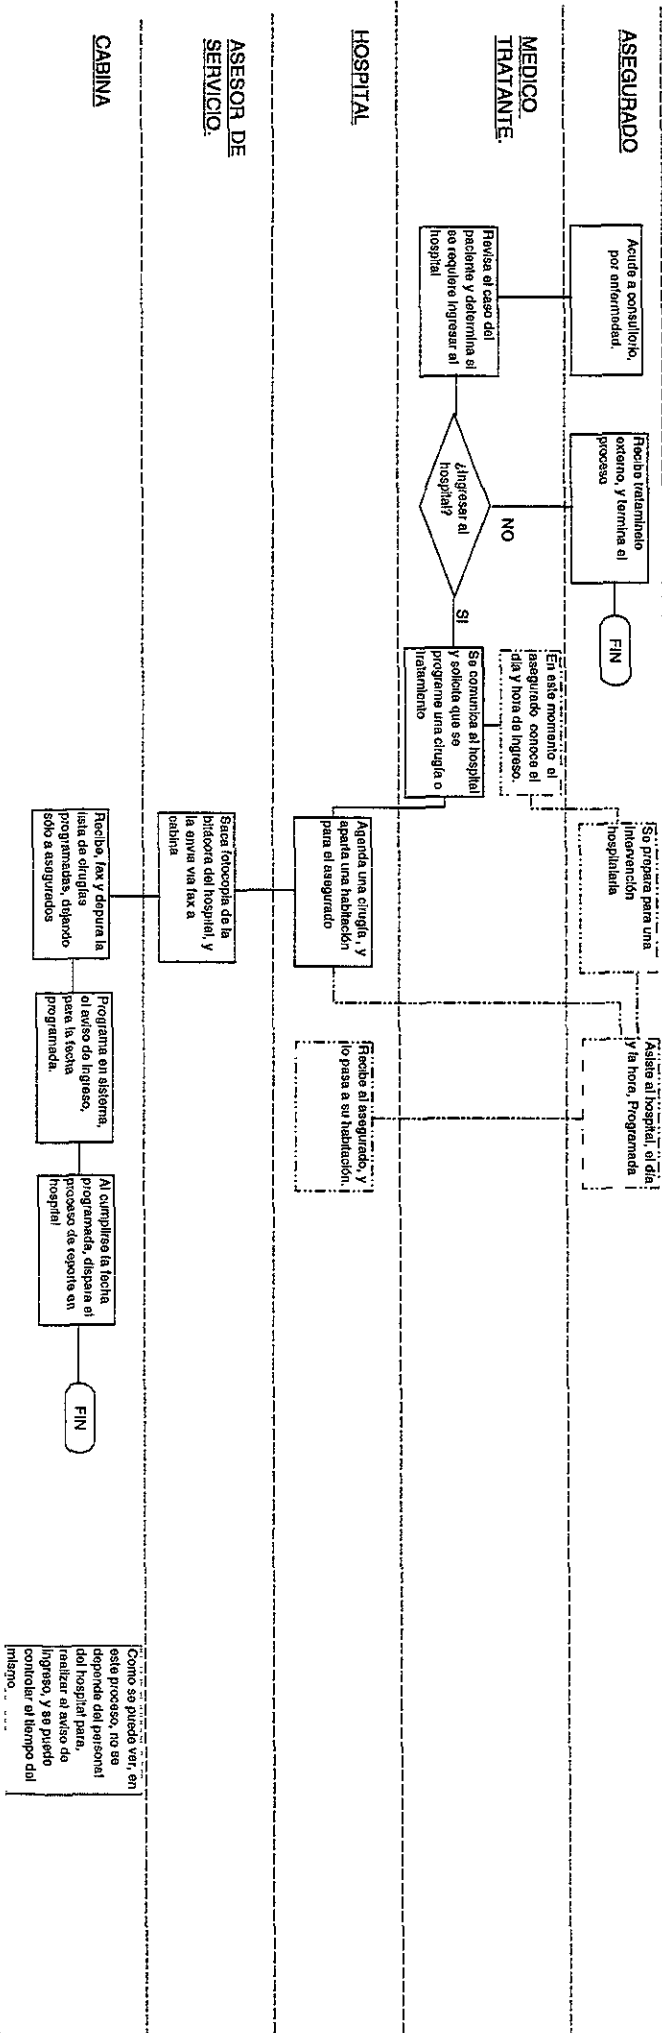 ASEGURADO
Acude a consultorio,
por enfermedad.
Recibe trataminelo
externo, y termina el
proceso
FIN
Se prepara para una
intervención
hospitalaria
Asiste al hospital, el día
y la hora, Programada
MEDICO
TRATANTE.
Revisa el caso del
paciente y determina si
se requiere ingresar al
hospital
¿Ingresar al
hospital?
NO
SI
En este momento el
asegurado conoce el
día y hora de ingreso.
Se comunica al hospital
y solicita que se
programe una cirugía o
tratamiento
HOSPITAL
Agenda una cirugía, y
aparta una habitación
para el asegurado
Recibe al asegurado, y
lo pasa a su habitación.
ASESOR DE
SERVICIO.
Saca fotocopia de la
bitácora del hospital, y
la envia via fax a
cabina
CABINA
Recibe, fax y depura la
lista de cirugías
programadas, dejando
sólo a asegurados
Programa en sistema,
el aviso de ingreso,
para la fecha
programada.
Al cumplirse la fecha
programada, dispara el
proceso de reporte en
hospital
FIN
Como se puede ver, en
este proceso, no se
depende del personal
del hospital para,
realizar el aviso de
ingreso, y se puede
controlar el tiempo del
mismo.